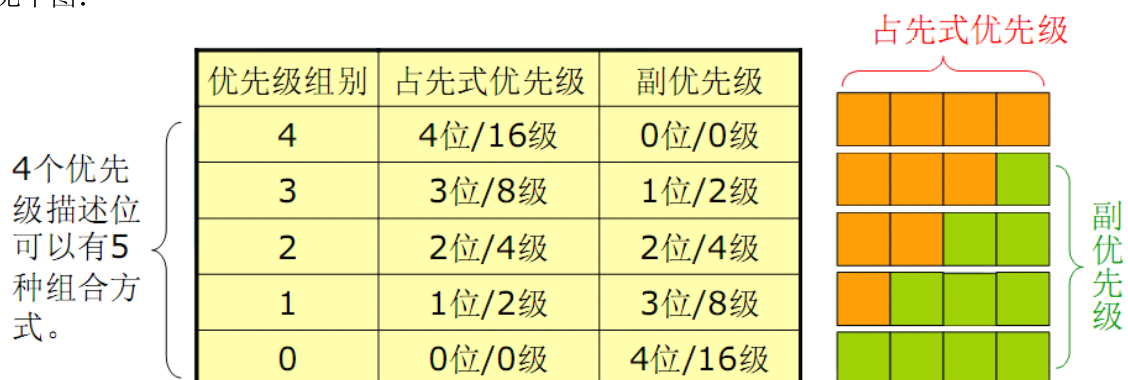 占先式优先级
优先级组别 占先式优先级 副优先级
4 4位/16级 0位/0级
3 3位/8级 1位/2级
2 2位/4级 2位/4级
1 1位/2级 3位/8级
0 0位/0级 4位/16级
4个优先
级描述位
可以有5
种组合方
式。
副优先级